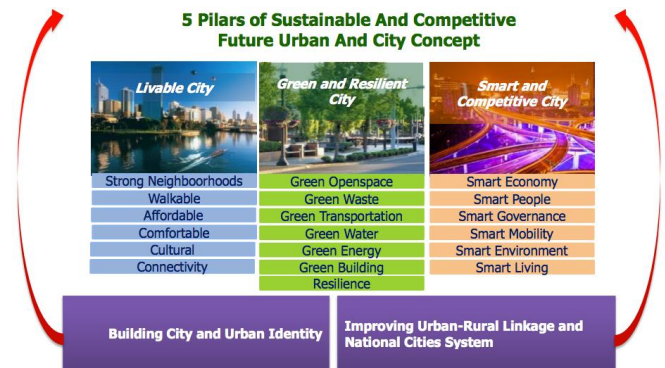 5 Pilars of Sustainable And Competitive
Future Urban And City Concept
Livable City
Strong Neighboorhoods
Walkable
Affordable
Comfortable
Cultural
Connectivity
Green and Resilient
City
Green Openspace
Green Waste
Green Transportation
Green Water
Green Energy
Green Building
Resilience
Smart and
Competitive City
Smart Economy
Smart People
Smart Governance
Smart Mobility
Smart Environment
Smart Living
Building City and Urban Identity
Improving Urban-Rural Linkage and
National Cities System